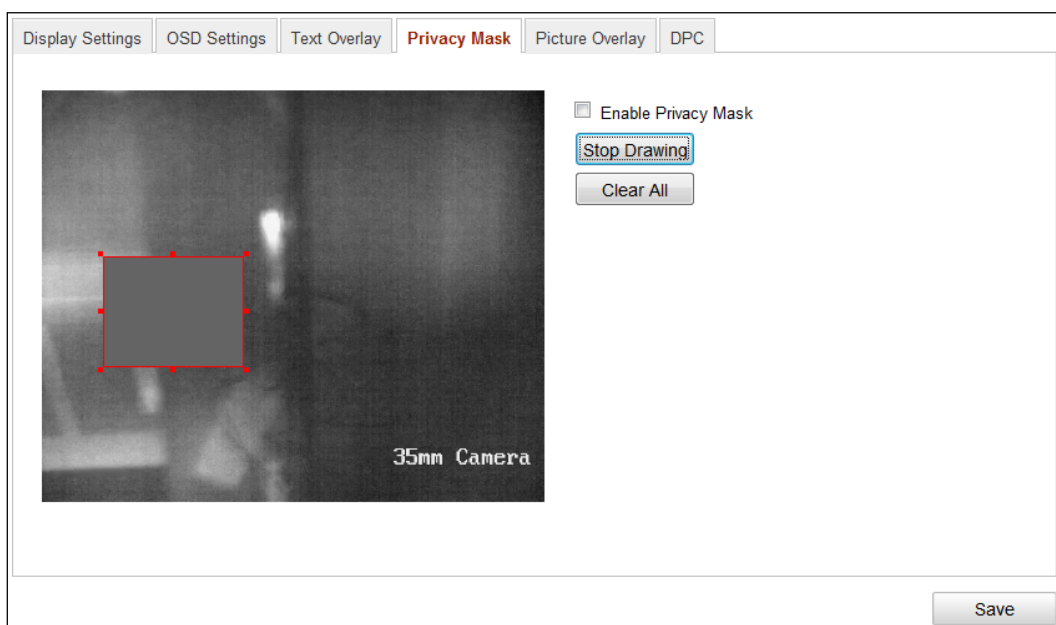 Display Settings OSD Settings Text Overlay Privacy Mask Picture Overlay DPC
Enable Privacy Mask
Stop Drawing
Clear All
35mm Camera
Save